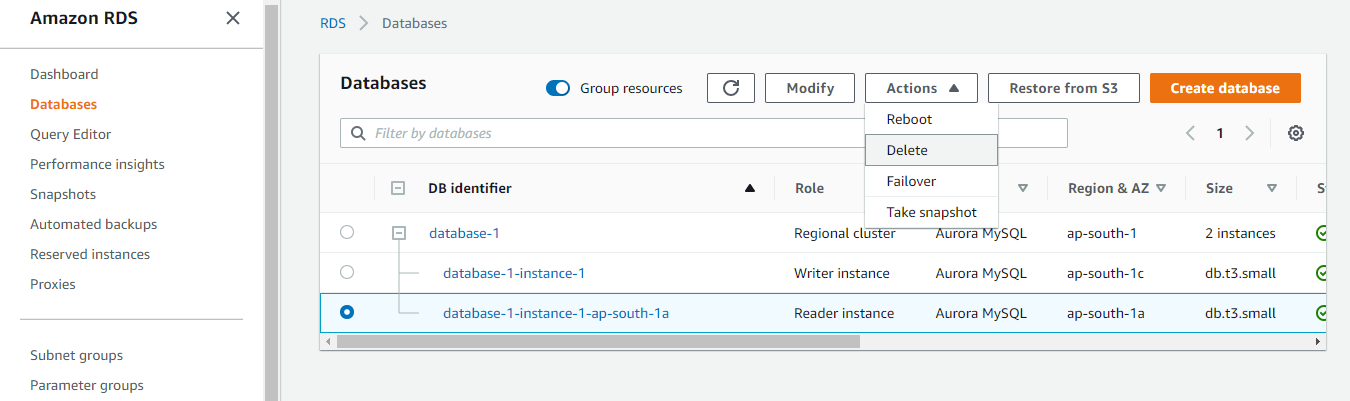 Amazon RDS
Dashboard
Databases
Query Editor
Performance insights
Snapshots
Automated backups
Reserved instances
Proxies
Subnet groups
Parameter groups
RDS Databases
Databases Group resources Modify Actions Restore from S3 Create database
Filter by databases 1
Reboot
Delete
Failover
Take snapshot
DB identifier Role Region & AZ Size
database-1 Regional cluster Aurora MySQL ap-south-1 2 instances
database-1-instance-1 Writer instance Aurora MySQL ap-south-1c db.t3.small
database-1-instance-1-ap-south-1a Reader instance Aurora MySQL ap-south-1a db.t3.small